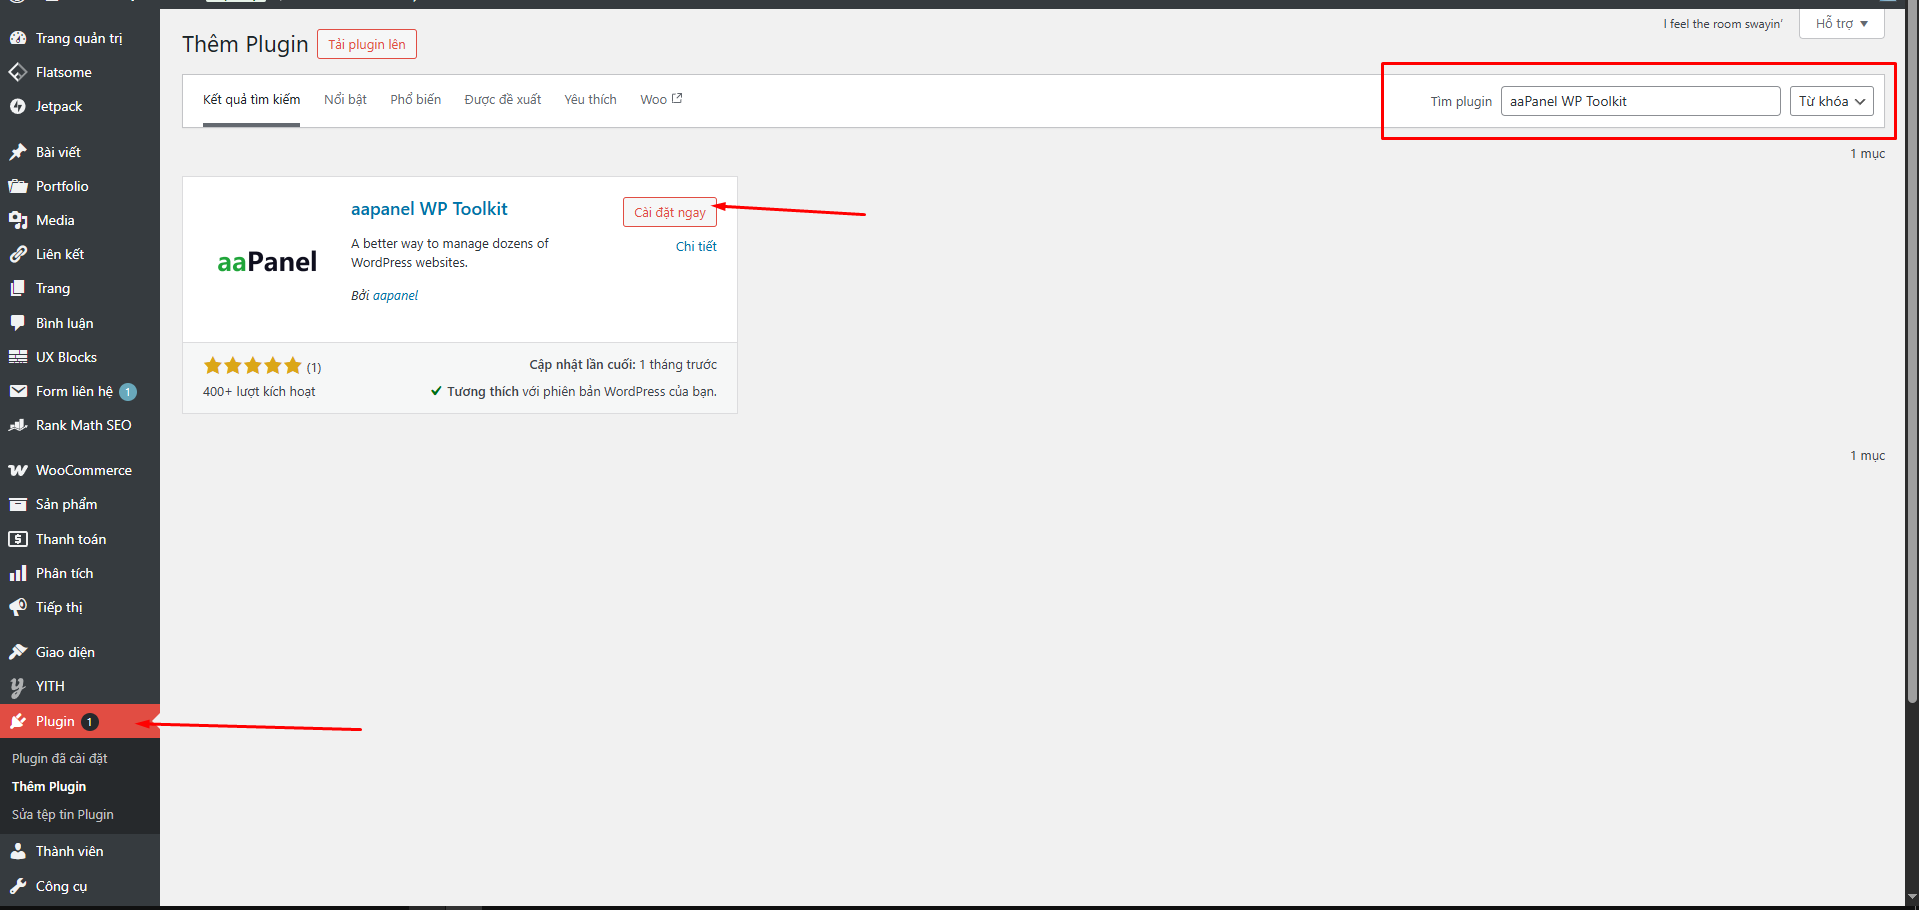 I feel the room swayin'
Hỗ trợ
Thêm Plugin
Tải plugin lên
Kết quả tìm kiếm
Nổi bật
Phổ biến
Được đề xuất
Yêu thích
Woo
Tìm plugin
aaPanel WP Toolkit
Từ khóa
1 mục
aaPanel
aapanel WP Toolkit
Cài đặt ngay
Chi tiết
A better way to manage dozens of
WordPress websites.
Bởi aapanel
(1)
Cập nhật lần cuối: 1 tháng trước
400+ lượt kích hoạt
Tương thích với phiên bản WordPress của bạn.
1 mục
Trang quản trị
Flatsome
Jetpack
Bài viết
Portfolio
Media
Liên kết
Trang
Bình luận
UX Blocks
Form liên hệ 1
Rank Math SEO
WooCommerce
Sản phẩm
Thanh toán
Phân tích
Tiếp thị
Giao diện
YITH
Plugin 1
Plugin đã cài đặt
Thêm Plugin
Sửa tệp tin Plugin
Thành viên
Công cụ